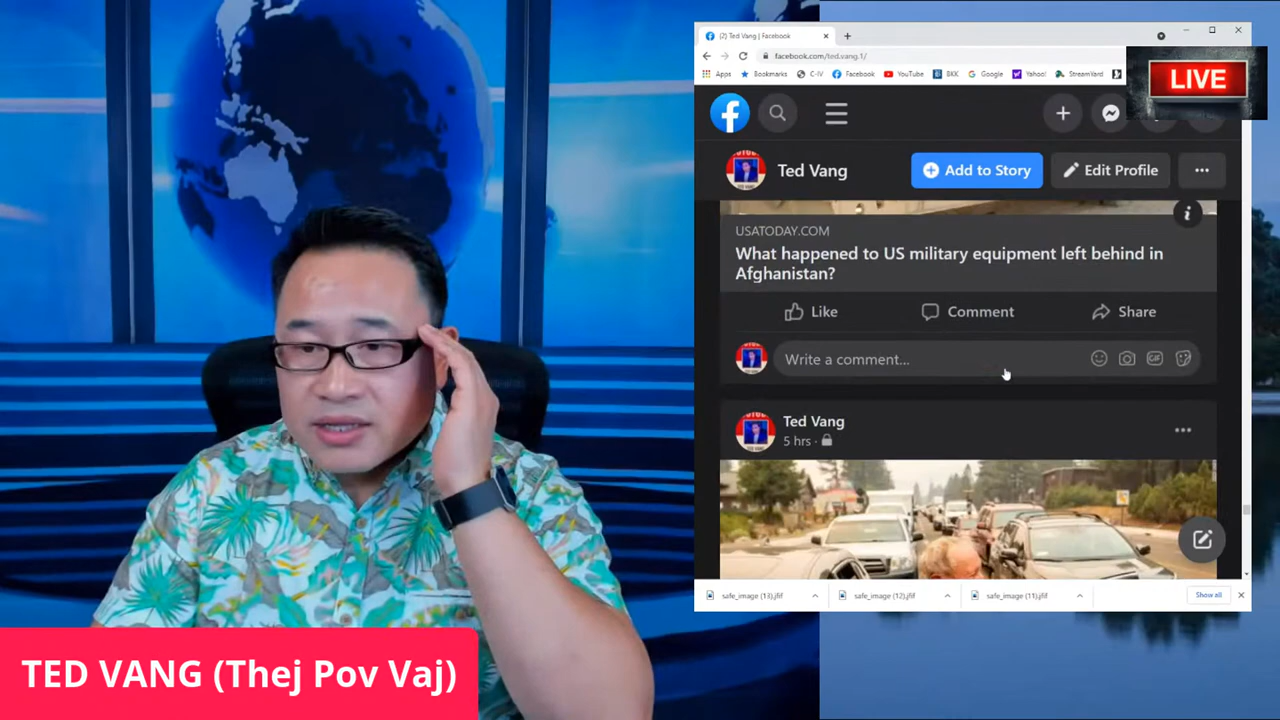 (2) Ted Vang | Facebook
facebook.com/ted.vang.1/
Apps Bookmarks C-IV Facebook YouTube BKK Google Yahoo! StreamYard
LIVE
Ted Vang
Add to Story
Edit Profile
USATODAY.COM
What happened to US military equipment left behind in
Afghanistan?
Like Comment Share
Write a comment...
GIF
Ted Vang
5 hrs ·
safe_image (13).jfif
safe_image (12).jfif
safe_image (11).jfif
Show all
TED VANG (Thej Pov Vaj)